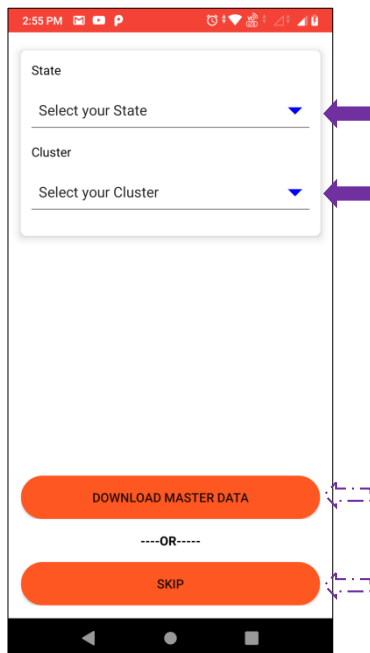 2:55 PM
State
Select your State
Cluster
Select your Cluster
DOWNLOAD MASTER DATA
----OR-----
SKIP